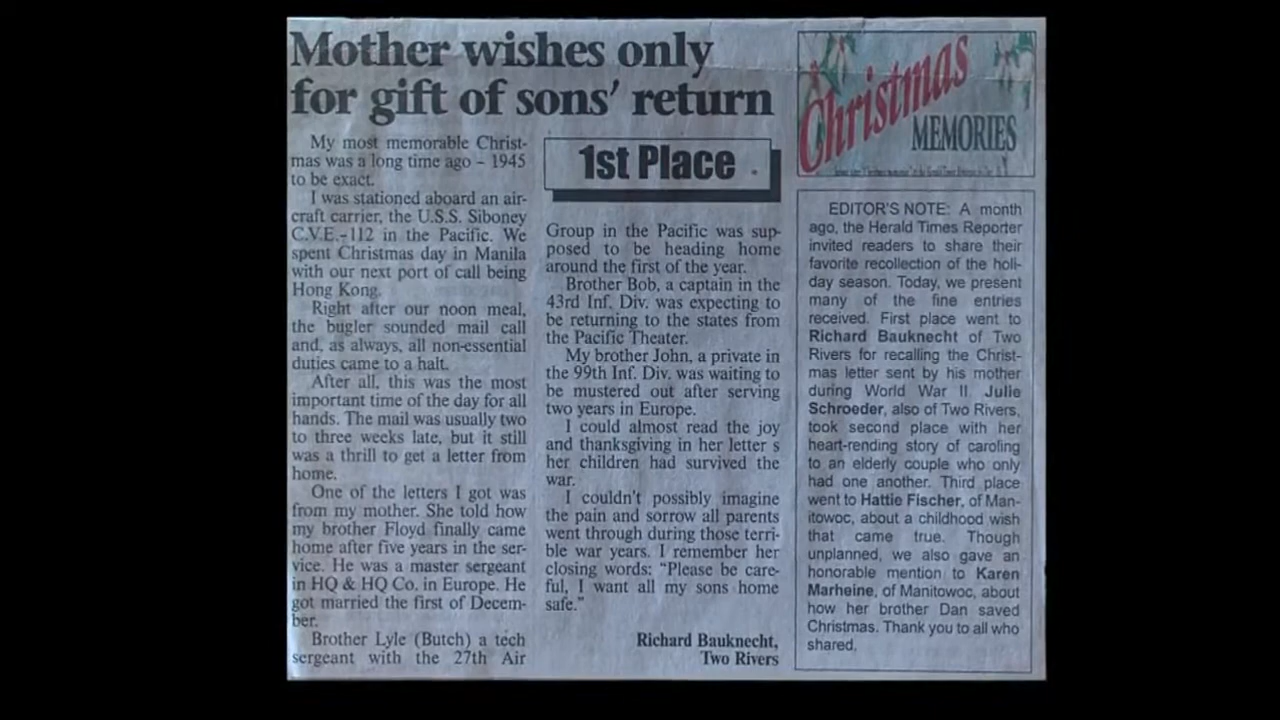 Mother wishes only
for gift of sons' return
My most memorable Christ-
mas was a long time ago – 1945
to be exact.
I was stationed aboard an air-
craft carrier, the U.S.S. Siboney
C.V.E.-112 in the Pacific. We
spent Christmas day in Manila
with our next port of call being
Hong Kong.
Right after our noon meal,
the bugler sounded mail call
and, as always, all non-essential
duties came to a halt.
After all, this was the most
important time of the day for all
hands. The mail was usually two
to three weeks late, but it still
was a thrill to get a letter from
home.
One of the letters I got was
from my mother. She told how
my brother Floyd finally came
home after five years in the ser-
vice. He was a master sergeant
in HQ & HQ Co. in Europe. He
got married the first of Decem-
ber.
Brother Lyle (Butch) a tech
sergeant with the 27th Air
1st Place
Group in the Pacific was sup-
posed to be heading home
around the first of the year.
Brother Bob, a captain in the
43rd Inf. Div. was expecting to
be returning to the states from
the Pacific Theater.
My brother John, a private in
the 99th Inf. Div. was waiting to
be mustered out after serving
two years in Europe.
I could almost read the joy
and thanksgiving in her letter s
her children had survived the
war.
I couldn't possibly imagine
the pain and sorrow all parents
went through during those terri-
ble war years. I remember her
closing words: "Please be care-
ful, I want all my sons home
safe."
Richard Bauknecht,
Two Rivers
Christmas
MEMORIES
EDITOR'S NOTE: A month
ago, the Herald Times Reporter
invited readers to share their
favorite recollection of the holi-
day season. Today, we present
many of the fine entries
received. First place went to
Richard Bauknecht of Two
Rivers for recalling the Christ-
mas letter sent by his mother
during World War II Julie
Schroeder, also of Two Rivers,
took second place with her
heart-rending story of caroling
to an elderly couple who only
had one another. Third place
went to Hattie Fischer, of Man-
itowoc, about a childhood wish
that came true. Though
unplanned, we also gave an
honorable mention to Karen
Marheine, of Manitowoc, about
how her brother Dan saved
Christmas. Thank you to all who
shared.